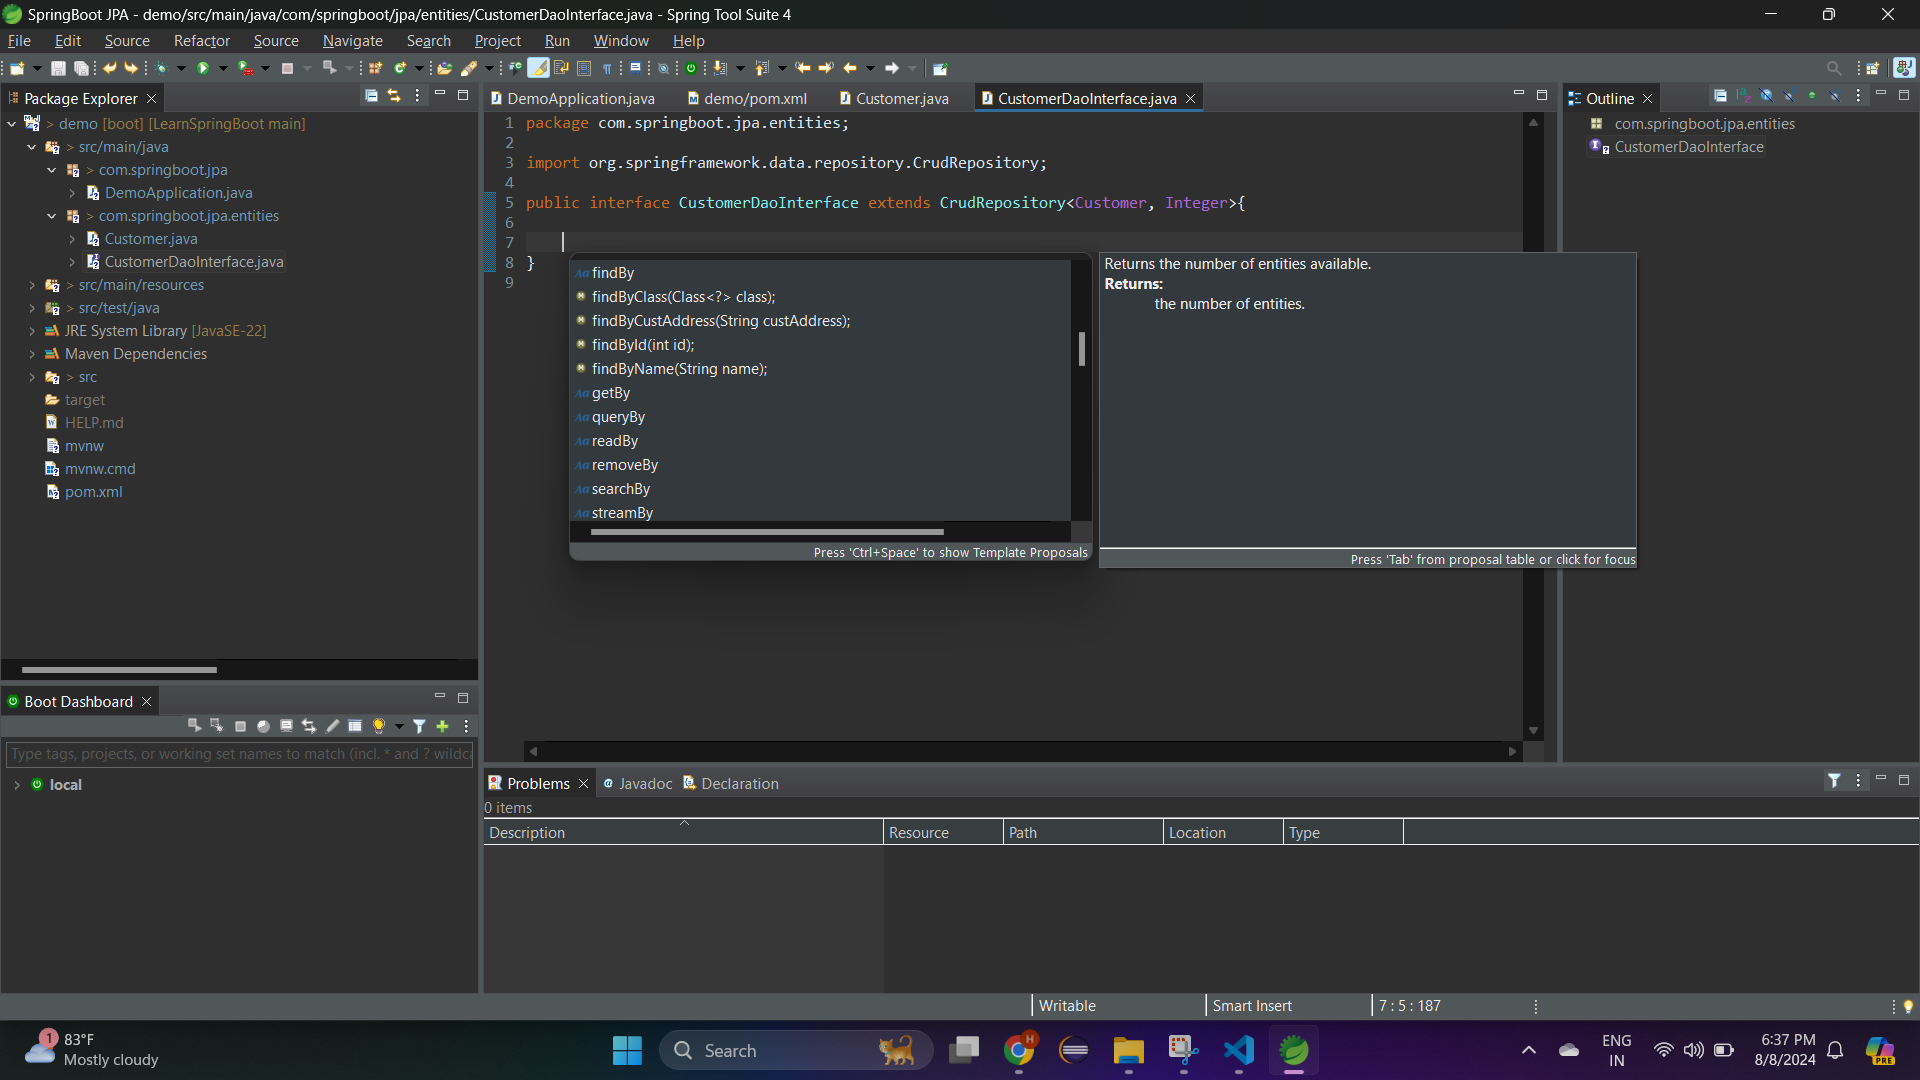 SpringBoot JPA - demo/src/main/java/com/springboot/jpa/entities/CustomerDaoInterface.java - Spring Tool Suite 4
File Edit Source Refactor Source Navigate Search Project Run Window Help
Package Explorer
> demo [boot] [LearnSpringBoot main]
> src/main/java
> com.springboot.jpa
DemoApplication.java
> com.springboot.jpa.entities
Customer.java
CustomerDaoInterface.java
> src/main/resources
> src/test/java
JRE System Library [JavaSE-22]
Maven Dependencies
> src
target
HELP.md
mvnw
mvnw.cmd
pom.xml
DemoApplication.java demo/pom.xml Customer.java CustomerDaoInterface.java
1 package com.springboot.jpa.entities;
2
3 import org.springframework.data.repository.CrudRepository;
4
5 public interface CustomerDaoInterface extends CrudRepository<Customer, Integer>{
6
7
8 }
9
Aa findBy
findByClass(Class<?> class);
findByCustAddress(String custAddress);
findById(int id);
findByName(String name);
Aa getBy
Aa queryBy
Aa readBy
Aa removeBy
Aa searchBy
Aa streamBy
Press 'Ctrl+Space' to show Template Proposals
Returns the number of entities available.
Returns:
the number of entities.
Press 'Tab' from proposal table or click for focus
Outline
com.springboot.jpa.entities
CustomerDaoInterface
Boot Dashboard
Type tags, projects, or working set names to match (incl. * and ? wildca
local
Problems Javadoc Declaration
0 items
Description Resource Path Location Type
Writable Smart Insert 7 : 5 : 187
1
83°F
Mostly cloudy
Search
H
PRE
ENG
IN
6:37 PM
8/8/2024